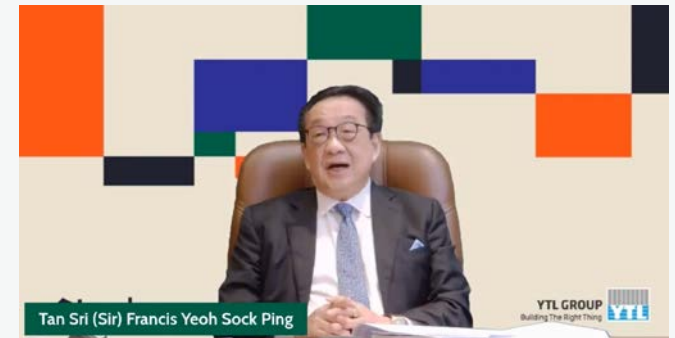 Tan Sri (Sir) Francis Yeoh Sock Ping
YTL GROUP
Building The Right Thing
YTL